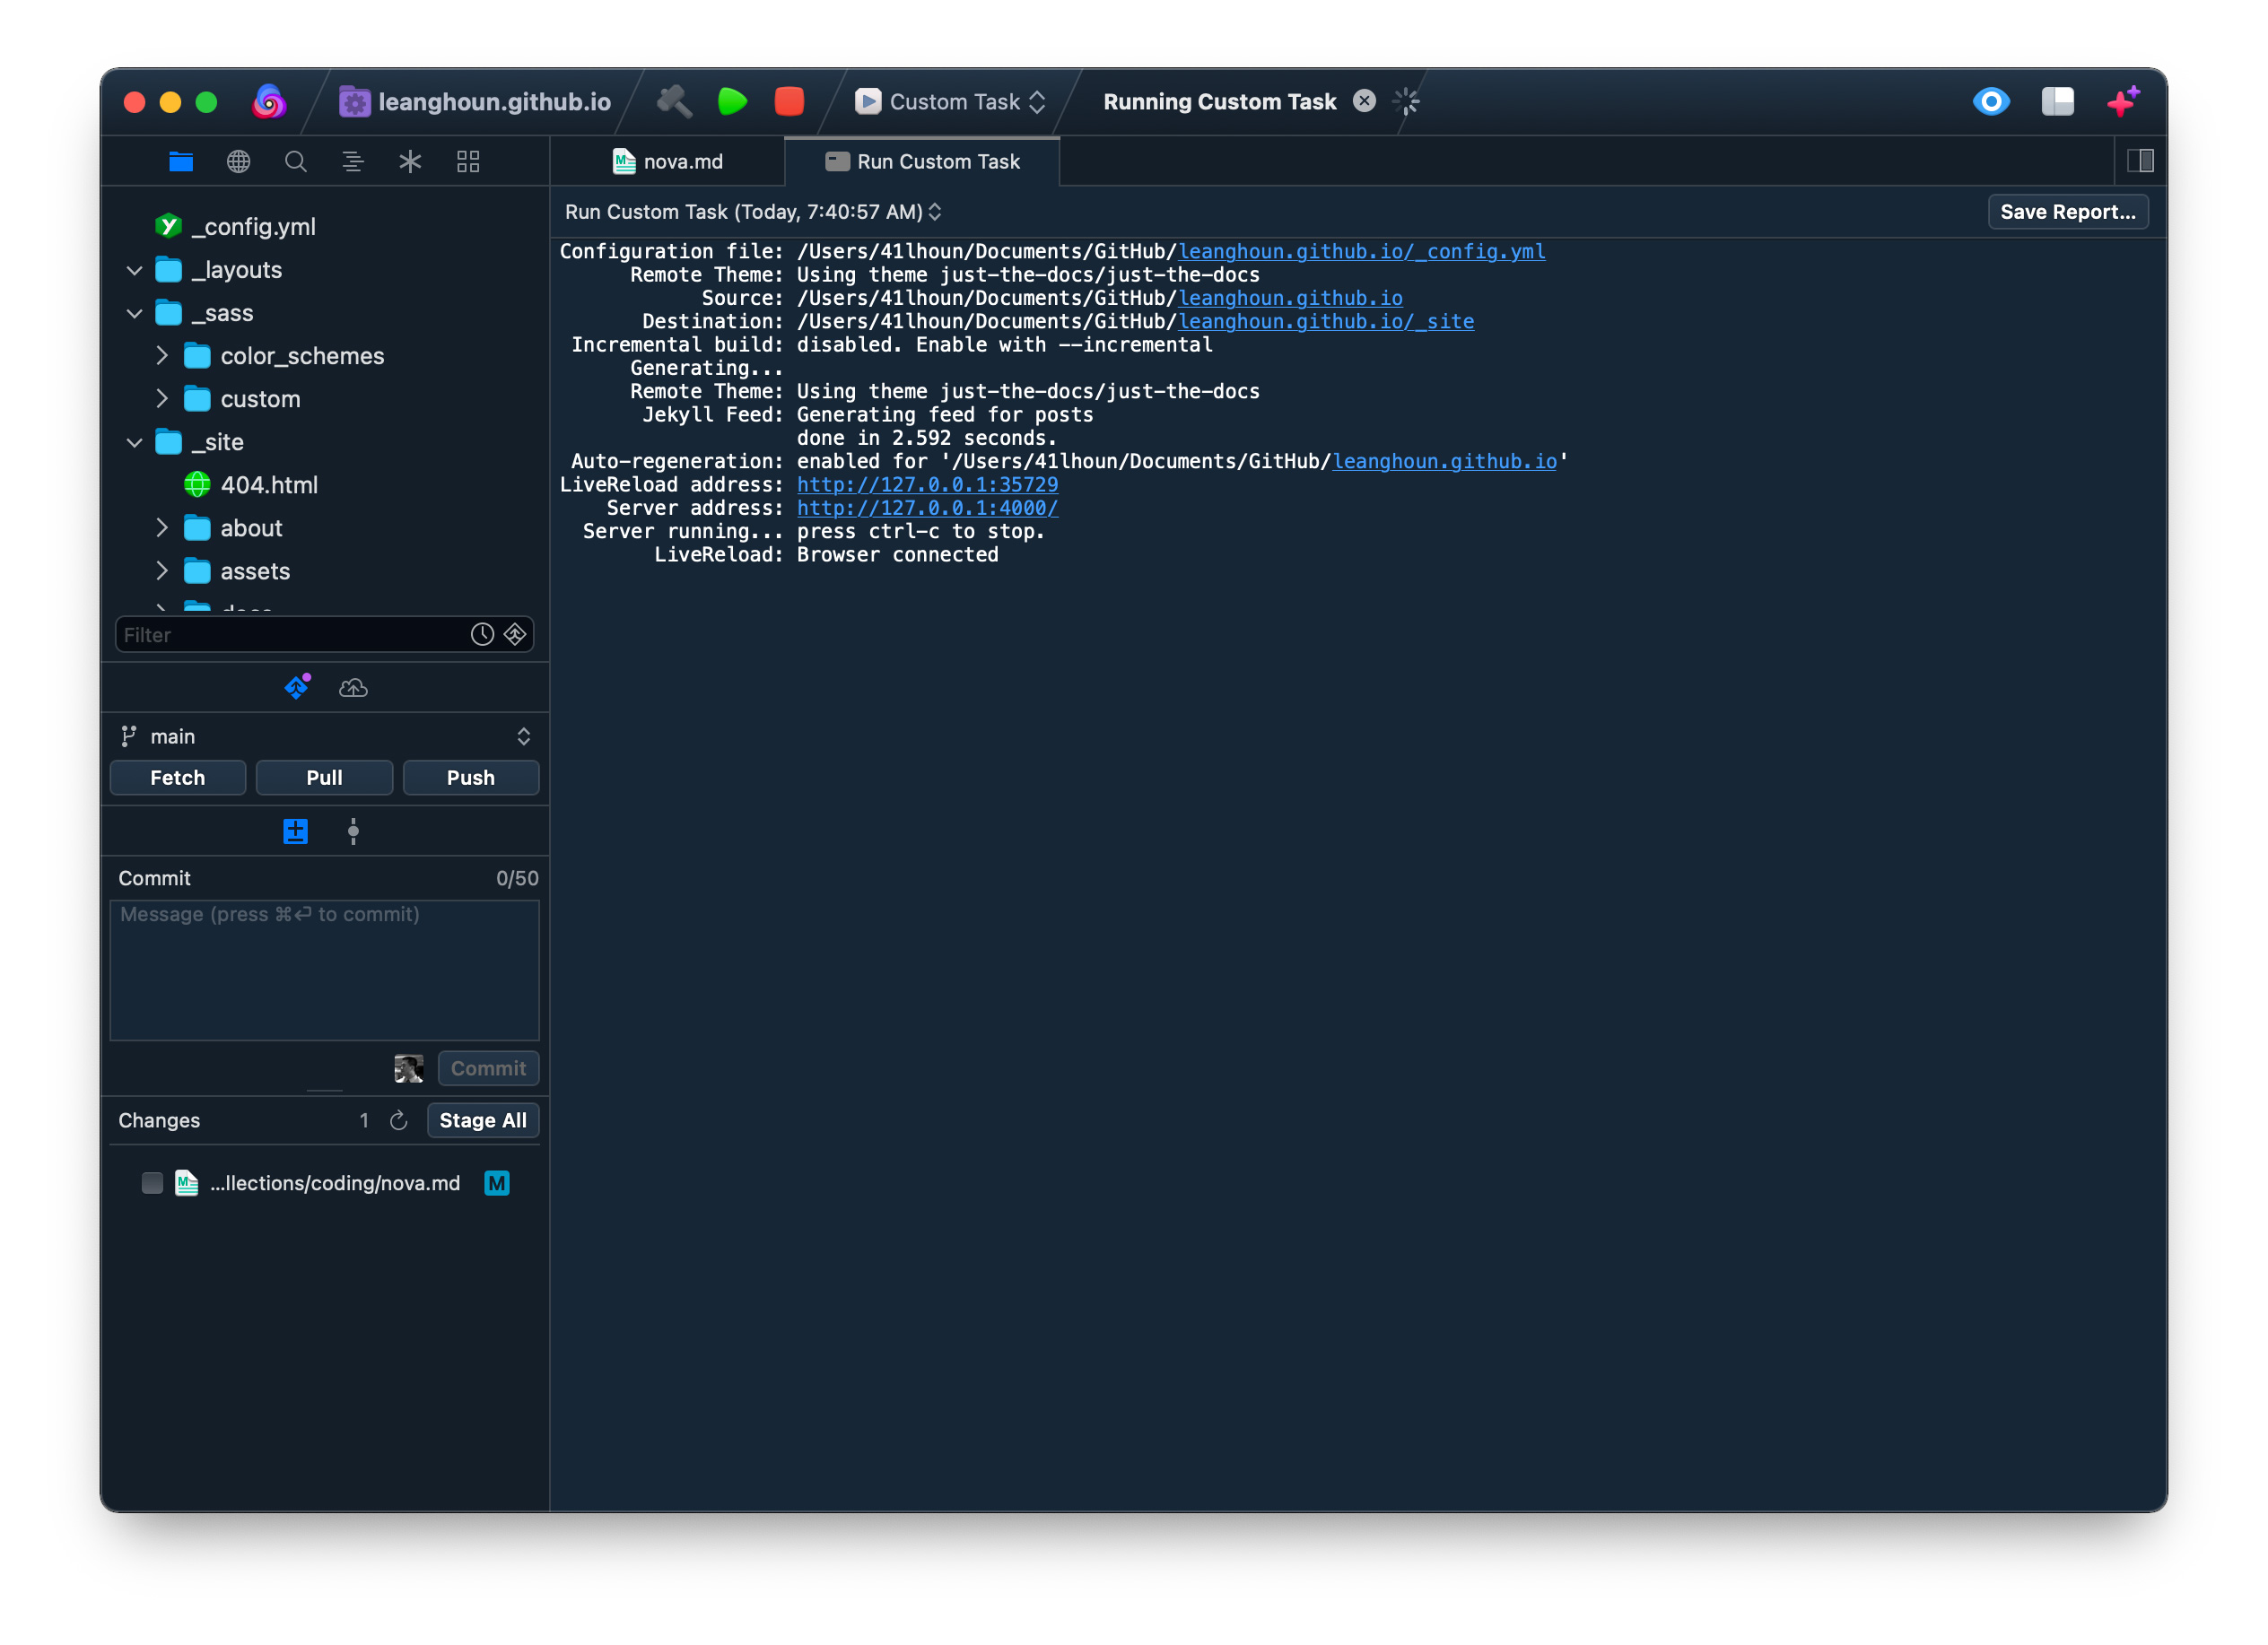 leanghoun.github.io
Custom Task
Running Custom Task
nova.md
Run Custom Task
Run Custom Task (Today, 7:40:57 AM)
Save Report...
_config.yml
_layouts
_sass
color_schemes
custom
_site
404.html
about
assets
docs
Filter
main
Fetch
Pull
Push
Commit
0/50
Message (press ⌘↩ to commit)
Commit
Changes
1
Stage All
...llections/coding/nova.md
M
Configuration file: /Users/41lhoun/Documents/GitHub/leanghoun.github.io/_config.yml
Remote Theme: Using theme just-the-docs/just-the-docs
Source: /Users/41lhoun/Documents/GitHub/leanghoun.github.io
Destination: /Users/41lhoun/Documents/GitHub/leanghoun.github.io/_site
Incremental build: disabled. Enable with --incremental
Generating...
Remote Theme: Using theme just-the-docs/just-the-docs
Jekyll Feed: Generating feed for posts
done in 2.592 seconds.
Auto-regeneration: enabled for '/Users/41lhoun/Documents/GitHub/leanghoun.github.io'
LiveReload address: http://127.0.0.1:35729
Server address: http://127.0.0.1:4000/
Server running... press ctrl-c to stop.
LiveReload: Browser connected